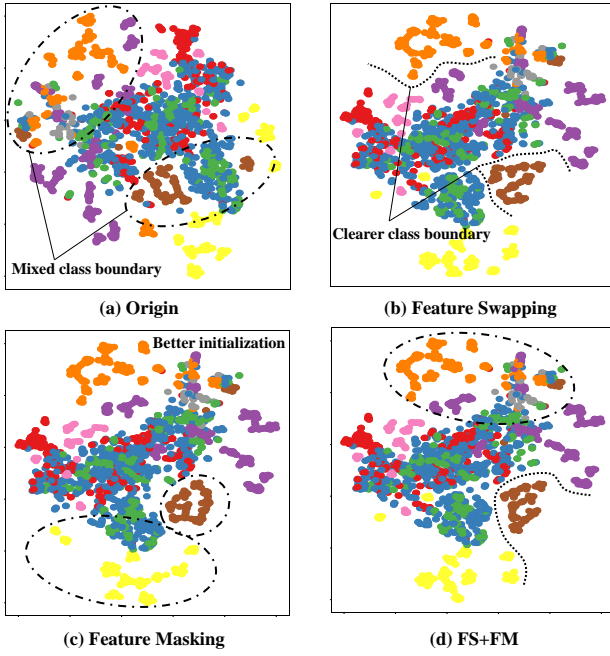 Mixed class boundary
(a) Origin
Clearer class boundary
(b) Feature Swapping
Better initialization
(c) Feature Masking
(d) FS+FM